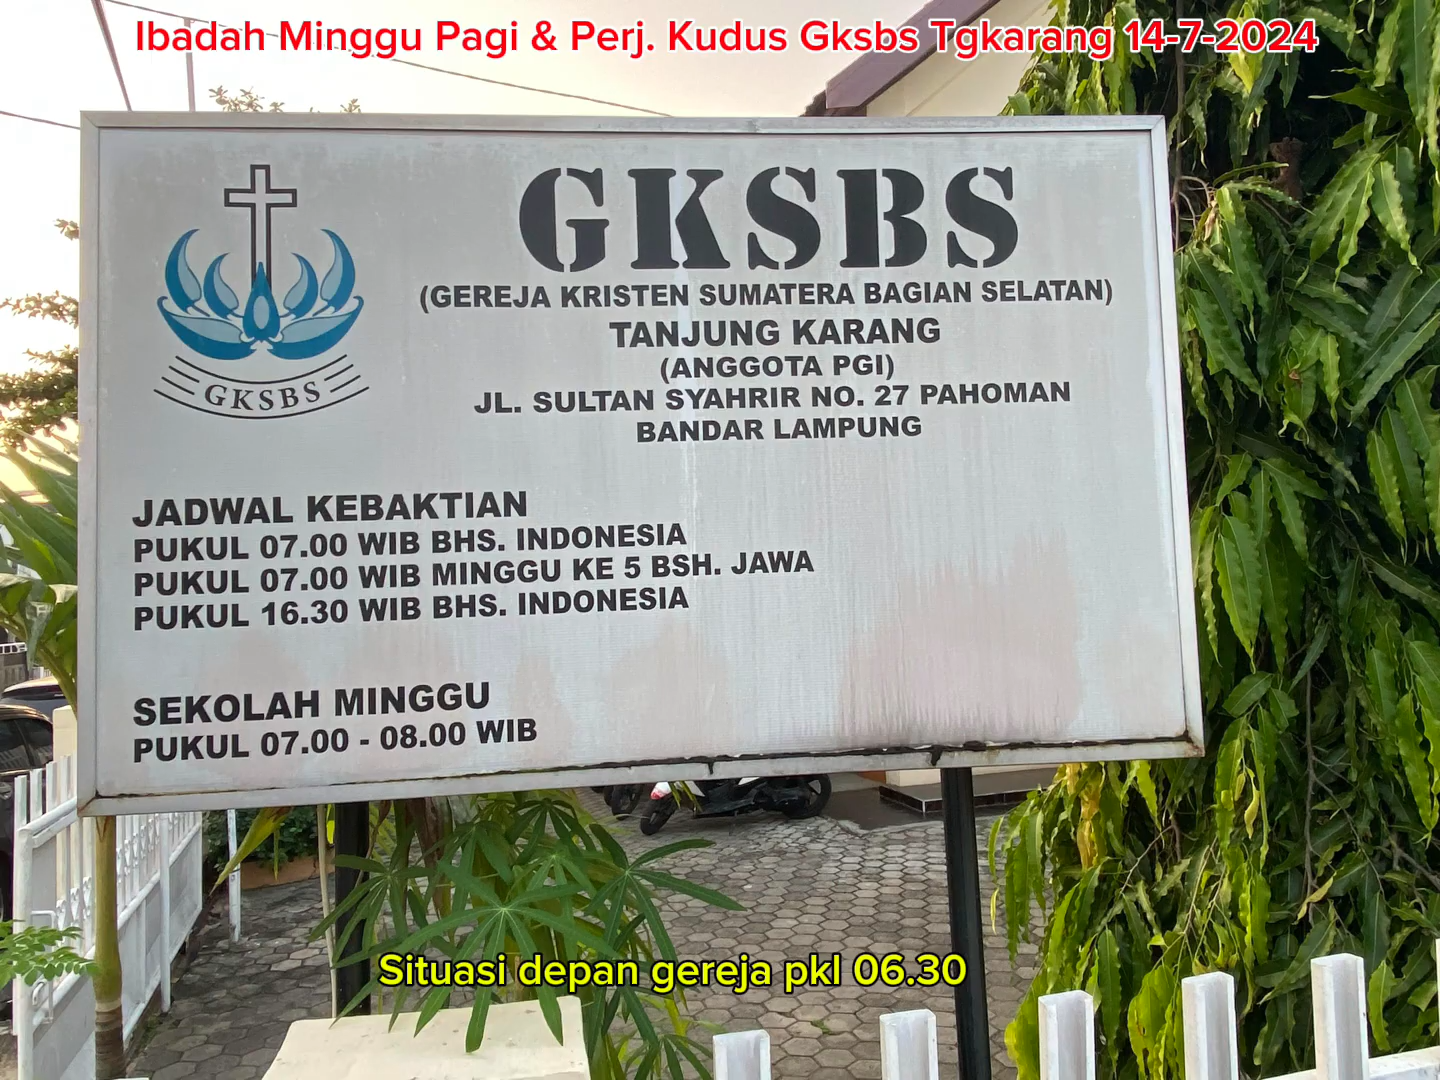 Ibadah Minggu Pagi & Perj. Kudus Gksbs Tgkarang 14-7-2024
GKSBS
GKSBS
(GEREJA KRISTEN SUMATERA BAGIAN SELATAN)
TANJUNG KARANG
(ANGGOTA PGI)
JL. SULTAN SYAHRIR NO. 27 PAHOMAN
BANDAR LAMPUNG
JADWAL KEBAKTIAN
PUKUL 07.00 WIB BHS. INDONESIA
PUKUL 07.00 WIB MINGGU KE 5 BSH. JAWA
PUKUL 16.30 WIB BHS. INDONESIA
SEKOLAH MINGGU
PUKUL 07.00 - 08.00 WIB
Situasi depan gereja pkl 06.30